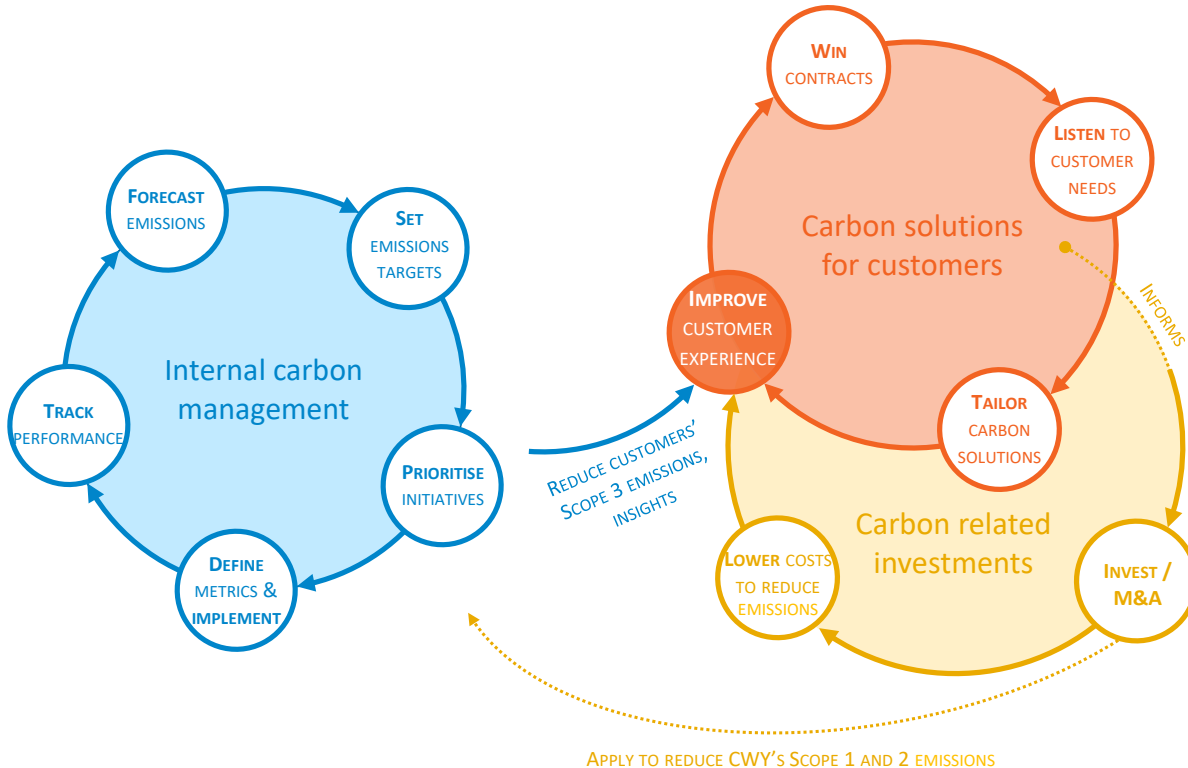 WIN
CONTRACTS
LISTEN TO
CUSTOMER
NEEDS
FORECAST
EMISSIONS
SET
EMISSIONS
TARGETS
Carbon solutions
for customers
IMPROVE
CUSTOMER
EXPERIENCE
INFORMS
Internal carbon
management
TRACK
PERFORMANCE
TAILOR
CARBON
SOLUTIONS
PRIORITISE
INITIATIVES
REDUCE CUSTOMERS'
SCOPE 3 EMISSIONS,
INSIGHTS
Carbon related
investments
DEFINE
METRICS &
IMPLEMENT
LOWER COSTS
TO REDUCE
EMISSIONS
INVEST /
M&A
APPLY TO REDUCE CWY'S SCOPE 1 AND 2 EMISSIONS